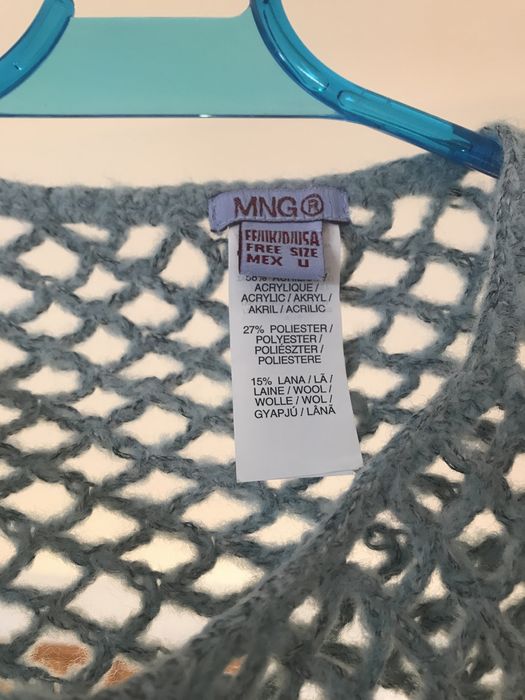 MNG®
FREE SIZE
MEX U
58%
ACRYLIQUE /
ACRYLIC / AKRYL /
AKRIL / ACRILIC
27% POLIESTER /
POLYESTER /
POLIÉSZTER /
POLIESTERE
15% LANA / LÃ /
LAINE / WOOL /
WOLLE / WOL /
GYAPJÚ / LÂNĂ